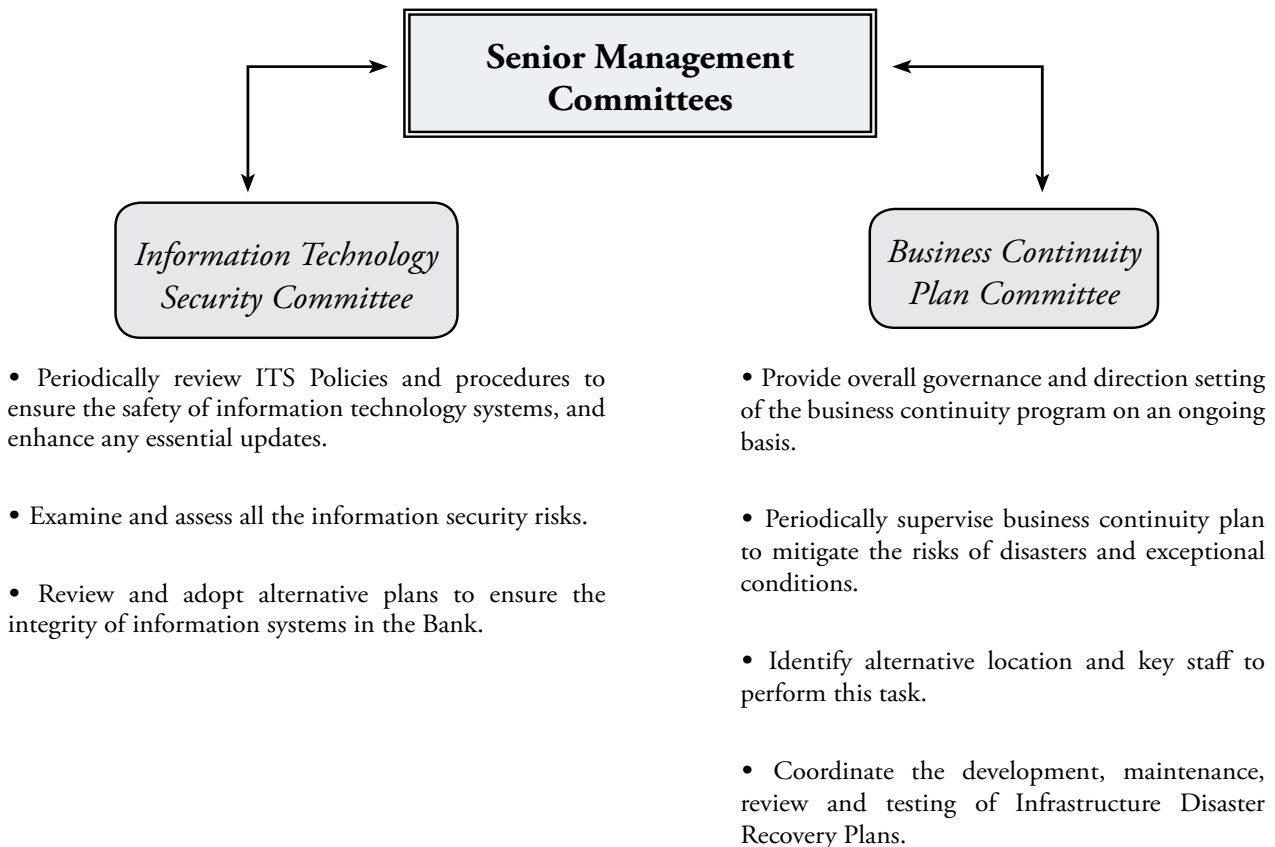 Senior Management
Committees
Information Technology
Security Committee
• Periodically review ITS Policies and procedures to
ensure the safety of information technology systems, and
enhance any essential updates.
• Examine and assess all the information security risks.
• Review and adopt alternative plans to ensure the
integrity of information systems in the Bank.
Business Continuity
Plan Committee
• Provide overall governance and direction setting
of the business continuity program on an ongoing
basis.
• Periodically supervise business continuity plan
to mitigate the risks of disasters and exceptional
conditions.
• Identify alternative location and key staff to
perform this task.
• Coordinate the development, maintenance,
review and testing of Infrastructure Disaster
Recovery Plans.